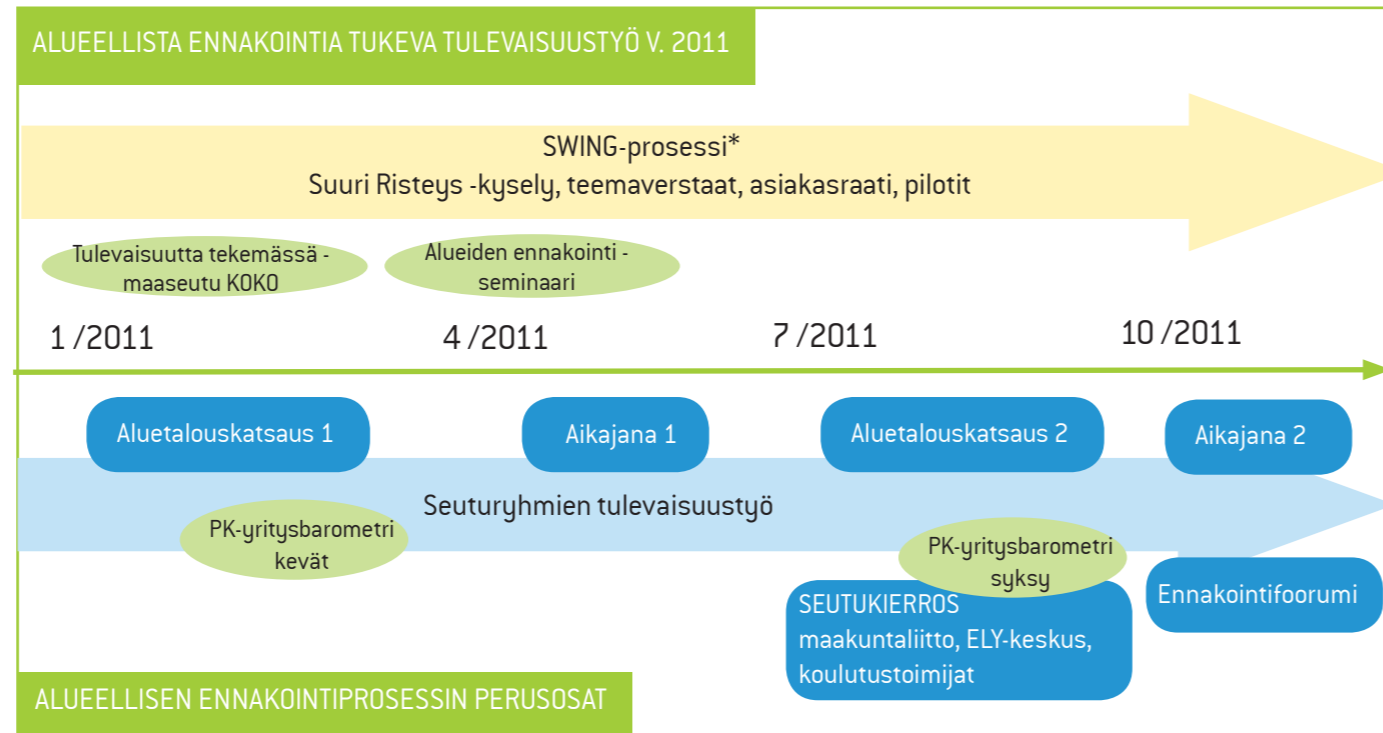 ALUEELLISTA ENNAKOINTIA TUKEVA TULEVAISUUSTYÖ V. 2011
SWING-prosessi*
Suuri Risteys -kysely, teemaverstaat, asiakasraati, pilotit
Tulevaisuutta tekemässä -
maaseutu KOKO
Alueiden ennakointi -
seminaari
1 /2011
4 /2011
7 /2011
10 /2011
Aluetalouskatsaus 1
Aikajana 1
Aluetalouskatsaus 2
Aikajana 2
Seuturyhmien tulevaisuustyö
PK-yritysbarometri
kevät
PK-yritysbarometri
syksy
SEUTUKIERROS
maakuntaliitto, ELY-keskus,
koulutustoimijat
Ennakointifoorumi
ALUEELLISEN ENNAKOINTIPROSESSIN PERUSOSAT